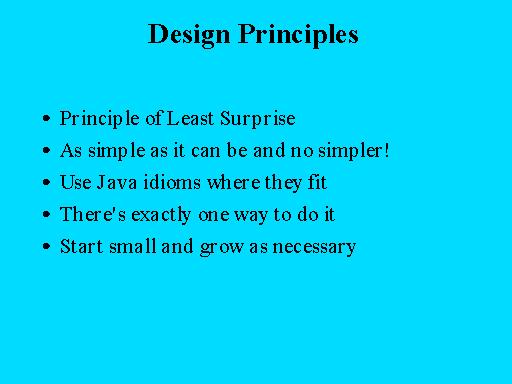 Design Principles
• Principle of Least Surprise
• As simple as it can be and no simpler!
• Use Java idioms where they fit
• There's exactly one way to do it
• Start small and grow as necessary